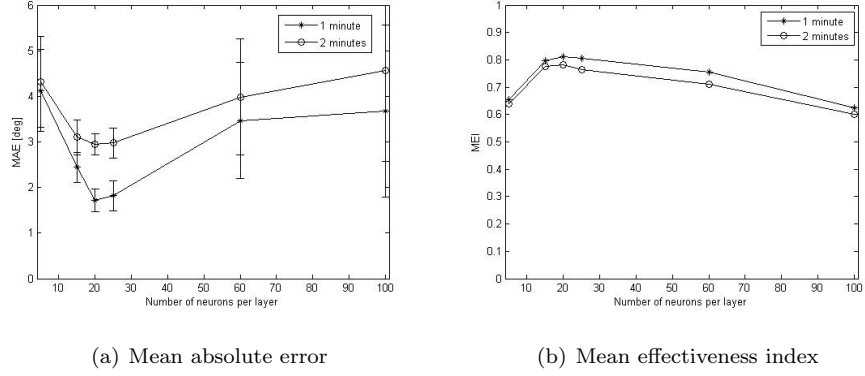 6
5
4
3
2
1
0
MAE [deg]
10 20 30 40 50 60 70 80 90 100
Number of neurons per layer
1 minute
2 minutes
(a) Mean absolute error
1
0.9
0.8
0.7
0.6
0.5
0.4
0.3
0.2
0.1
0
MEI
10 20 30 40 50 60 70 80 90 100
Number of neurons per layer
1 minute
2 minutes
(b) Mean effectiveness index